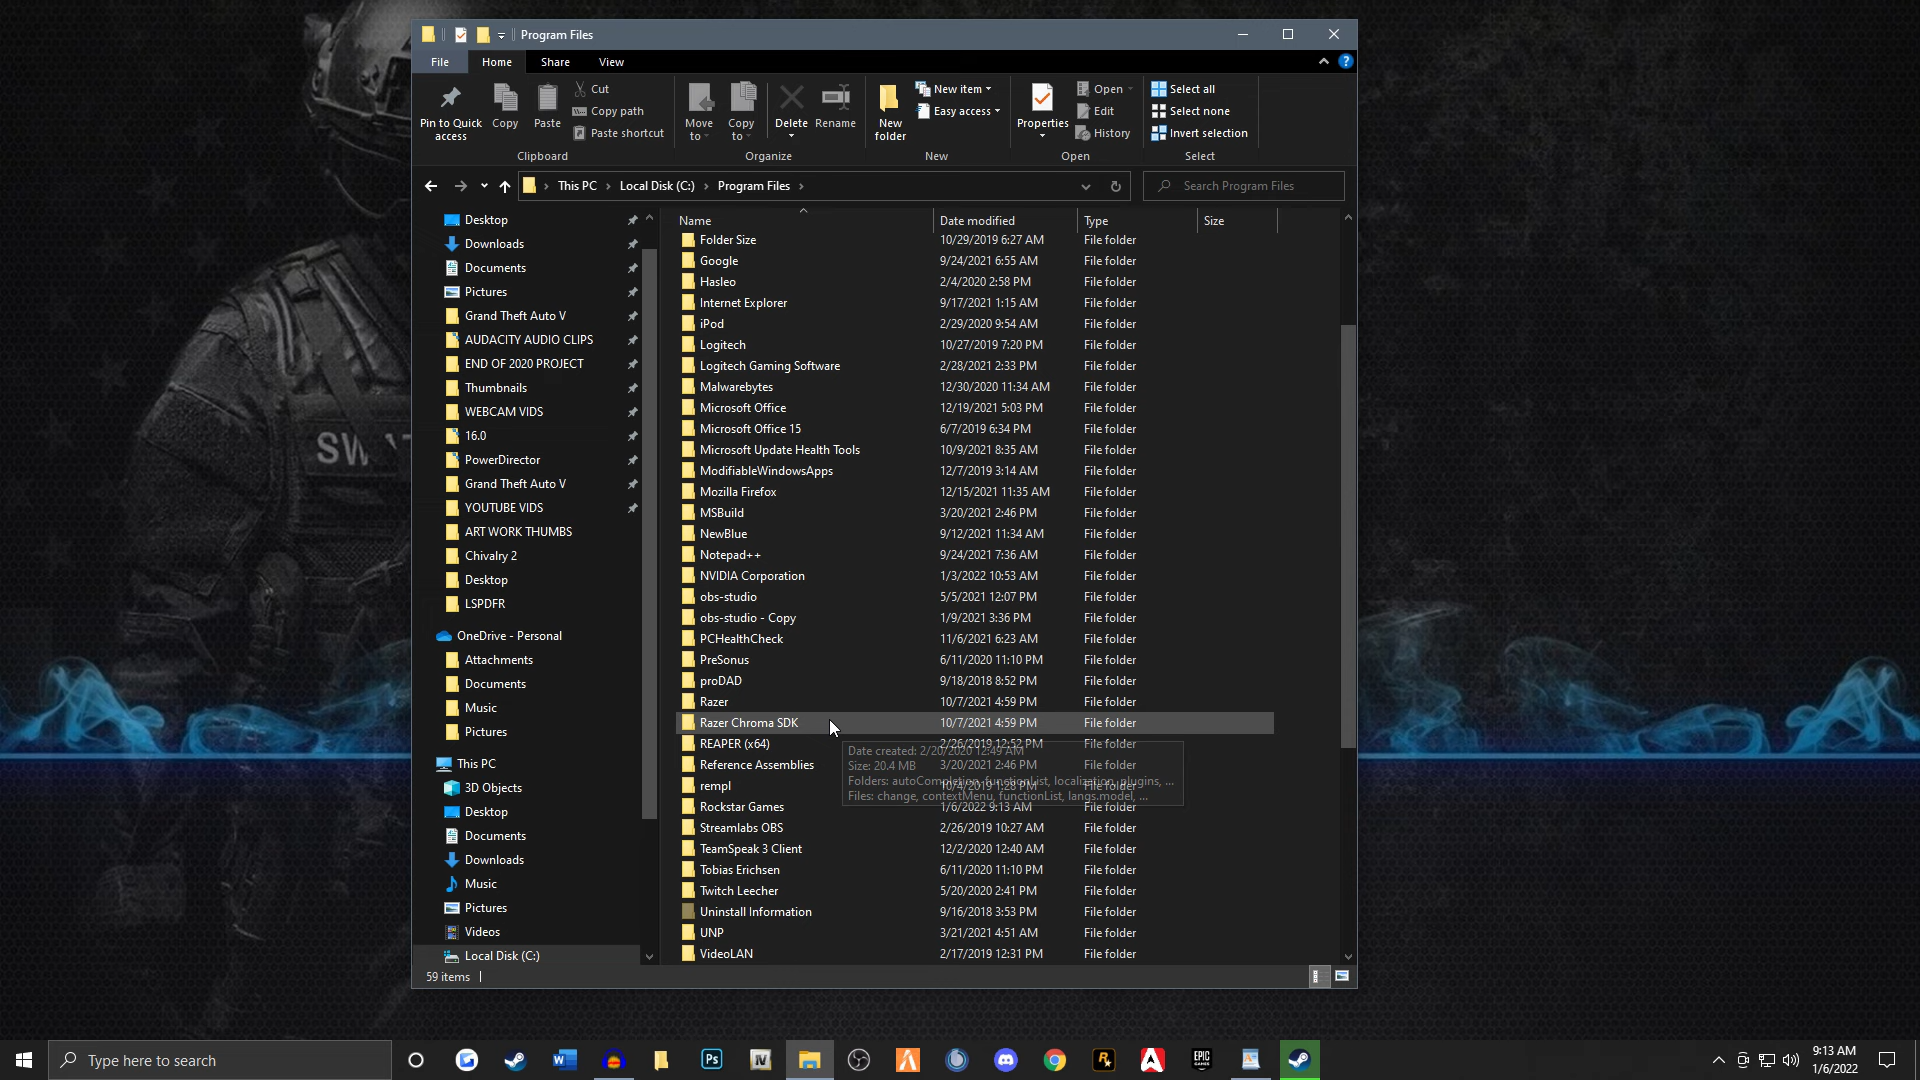 Program Files
File Home Share View
Pin to Quick access
Copy
Paste
Cut
Copy path
Paste shortcut
Clipboard
Move to
Copy to
Delete
Rename
Organize
New folder
New item
Easy access
New
Properties
Open
Edit
History
Open
Select all
Select none
Invert selection
Select
This PC › Local Disk (C:) › Program Files ›
Search Program Files
Desktop
Downloads
Documents
Pictures
Grand Theft Auto V
AUDACITY AUDIO CLIPS
END OF 2020 PROJECT
Thumbnails
WEBCAM VIDS
16.0
PowerDirector
Grand Theft Auto V
YOUTUBE VIDS
ART WORK THUMBS
Chivalry 2
Desktop
LSPDFR
OneDrive - Personal
Attachments
Documents
Music
Pictures
This PC
3D Objects
Desktop
Documents
Downloads
Music
Pictures
Videos
Local Disk (C:)
Name Date modified Type Size
Folder Size 10/29/2019 6:27 AM File folder
Google 9/24/2021 6:55 AM File folder
Hasleo 2/4/2020 2:58 PM File folder
Internet Explorer 9/17/2021 1:15 AM File folder
iPod 2/29/2020 9:54 AM File folder
Logitech 10/27/2019 7:20 PM File folder
Logitech Gaming Software 2/28/2021 2:33 PM File folder
Malwarebytes 12/30/2020 11:34 AM File folder
Microsoft Office 12/19/2021 5:03 PM File folder
Microsoft Office 15 6/7/2019 6:34 PM File folder
Microsoft Update Health Tools 10/9/2021 8:35 AM File folder
ModifiableWindowsApps 12/7/2019 3:14 AM File folder
Mozilla Firefox 12/15/2021 11:35 AM File folder
MSBuild 3/20/2021 2:46 PM File folder
NewBlue 9/12/2021 11:34 AM File folder
Notepad++ 9/24/2021 7:36 AM File folder
NVIDIA Corporation 1/3/2022 10:53 AM File folder
obs-studio 5/5/2021 12:07 PM File folder
obs-studio - Copy 1/9/2021 3:36 PM File folder
PCHealthCheck 11/6/2021 6:23 AM File folder
PreSonus 6/11/2020 11:10 PM File folder
proDAD 9/18/2018 8:52 PM File folder
Razer 10/7/2021 4:59 PM File folder
Razer Chroma SDK 10/7/2021 4:59 PM File folder
REAPER (x64) 2/26/2019 12:52 PM File folder
Date created: 2/20/2020 12:49 AM
Reference Assemblies 3/20/2021 2:46 PM File folder
Size: 20.4 MB
Folders: autoCompletion, functionList, localization, plugins, ...
rempl 10/4/2019 1:28 PM File folder
Files: change, contextMenu, functionList, langs.model, ...
Rockstar Games 1/6/2022 9:13 AM File folder
Streamlabs OBS 2/26/2019 10:27 AM File folder
TeamSpeak 3 Client 12/2/2020 12:40 AM File folder
Tobias Erichsen 6/11/2020 11:10 PM File folder
Twitch Leecher 5/20/2020 2:41 PM File folder
Uninstall Information 9/16/2018 3:53 PM File folder
UNP 3/21/2021 4:51 AM File folder
VideoLAN 2/17/2019 12:31 PM File folder
59 items
Type here to search
Ps
IV
EPIC GAMES
9:13 AM
1/6/2022